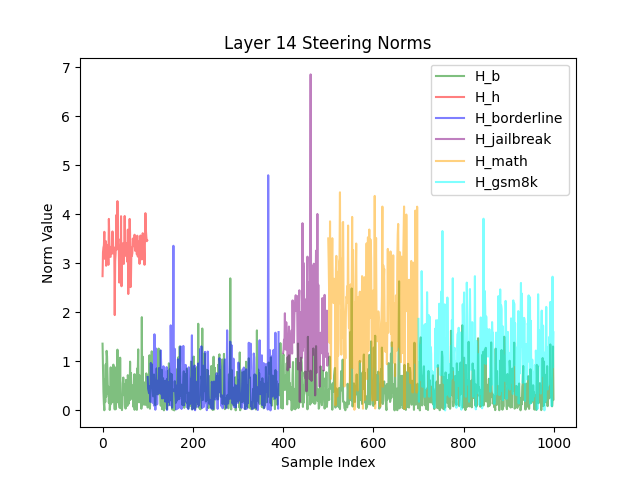 Layer 14 Steering Norms
Norm Value
7
6
5
4
3
2
1
0
H_b
H_h
H_borderline
H_jailbreak
H_math
H_gsm8k
0
200
400
600
800
1000
Sample Index